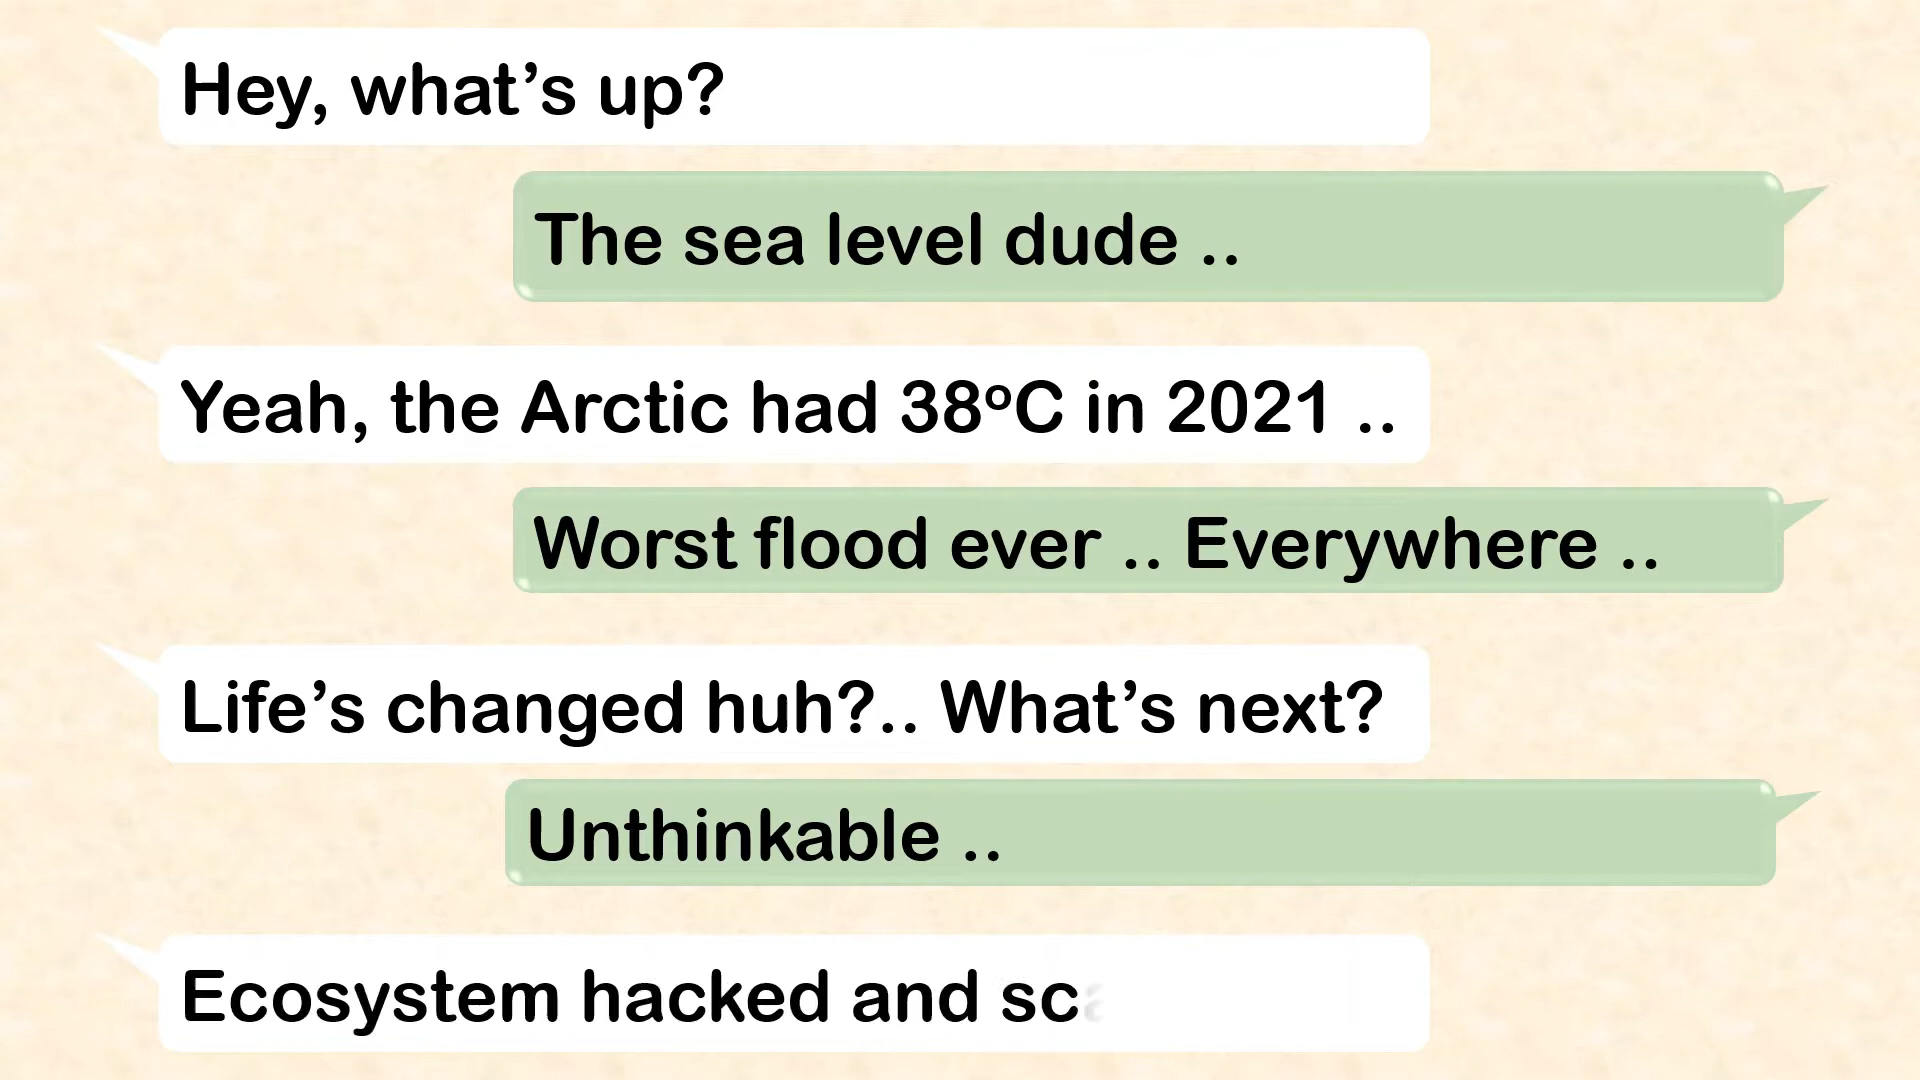 Hey, what’s up?
The sea level dude ..
Yeah, the Arctic had 38ºC in 2021 ..
Worst flood ever .. Everywhere ..
Life’s changed huh?.. What’s next?
Unthinkable ..
Ecosystem hacked and